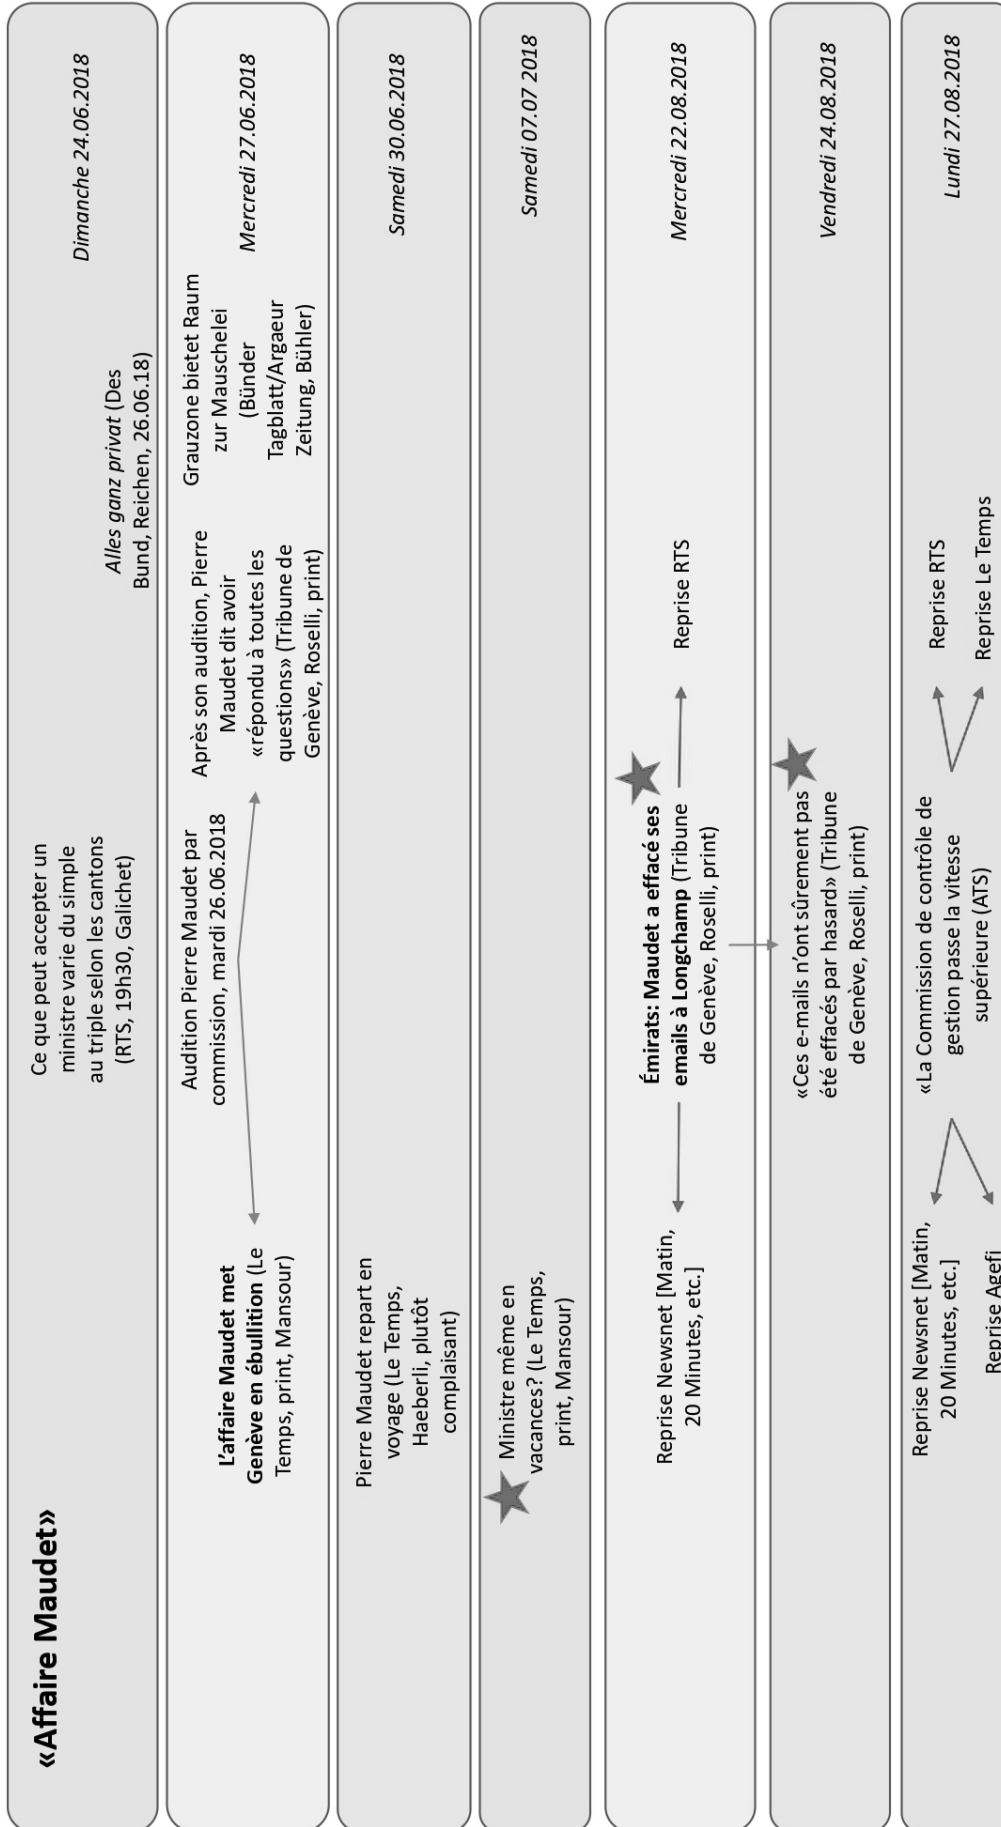 «Affaire Maudet»
Ce que peut accepter un
ministre varie du simple
au triple selon les cantons
(RTS, 19h30, Galichet)
Alles ganz privat (Des
Bund, Reichen, 26.06.18)
Dimanche 24.06.2018
Audition Pierre Maudet par
commission, mardi 26.06.2018
L'affaire Maudet met
Genève en ébullition (Le
Temps, print, Mansour)
Après son audition, Pierre
Maudet dit avoir
«répondu à toutes les
questions» (Tribune de
Genève, Roselli, print)
Grauzone bietet Raum
zur Mauschelei
(Bünder
Tagblatt/Argaeur
Zeitung, Bühler)
Mercredi 27.06.2018
Pierre Maudet repart en
voyage (Le Temps,
Haeberli, plutôt
complaisant)
Samedi 30.06.2018
Ministre même en
vacances? (Le Temps,
print, Mansour)
Samedi 07.07 2018
Reprise Newsnet [Matin,
20 Minutes, etc.]
Émirats: Maudet a effacé ses
emails à Longchamp (Tribune
de Genève, Roselli, print)
Reprise RTS
Mercredi 22.08.2018
«Ces e-mails n'ont sûrement pas
été effacés par hasard» (Tribune
de Genève, Roselli, print)
Vendredi 24.08.2018
Reprise Newsnet [Matin,
20 Minutes, etc.]
Reprise Agefi
«La Commission de contrôle de
gestion passe la vitesse
supérieure (ATS)
Reprise RTS
Reprise Le Temps
Lundi 27.08.2018